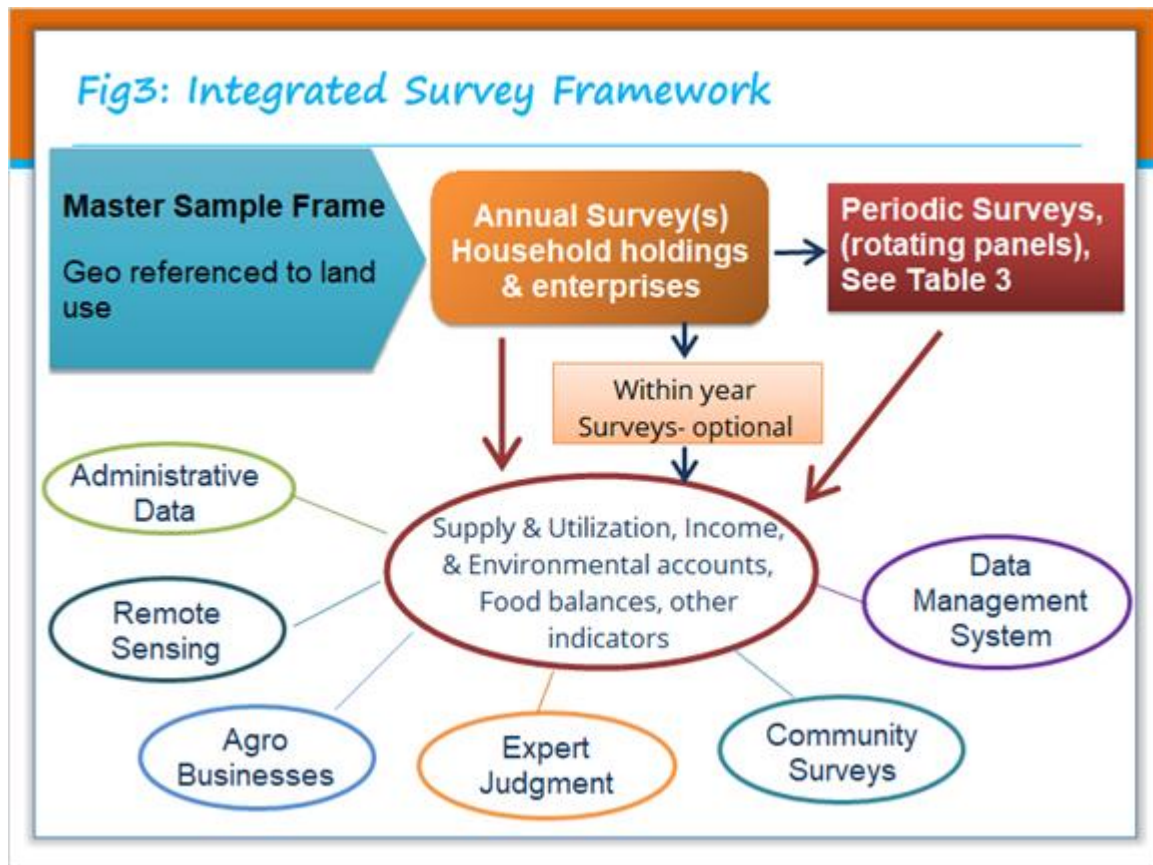 Fig3: Integrated Survey Framework
Master Sample Frame
Geo referenced to land
use
Annual Survey(s)
Household holdings
& enterprises
Periodic Surveys,
(rotating panels),
See Table 3
Within year
Surveys- optional
Administrative
Data
Supply & Utilization, Income,
& Environmental accounts,
Food balances, other
indicators
Data
Management
System
Remote
Sensing
Agro
Businesses
Expert
Judgment
Community
Surveys